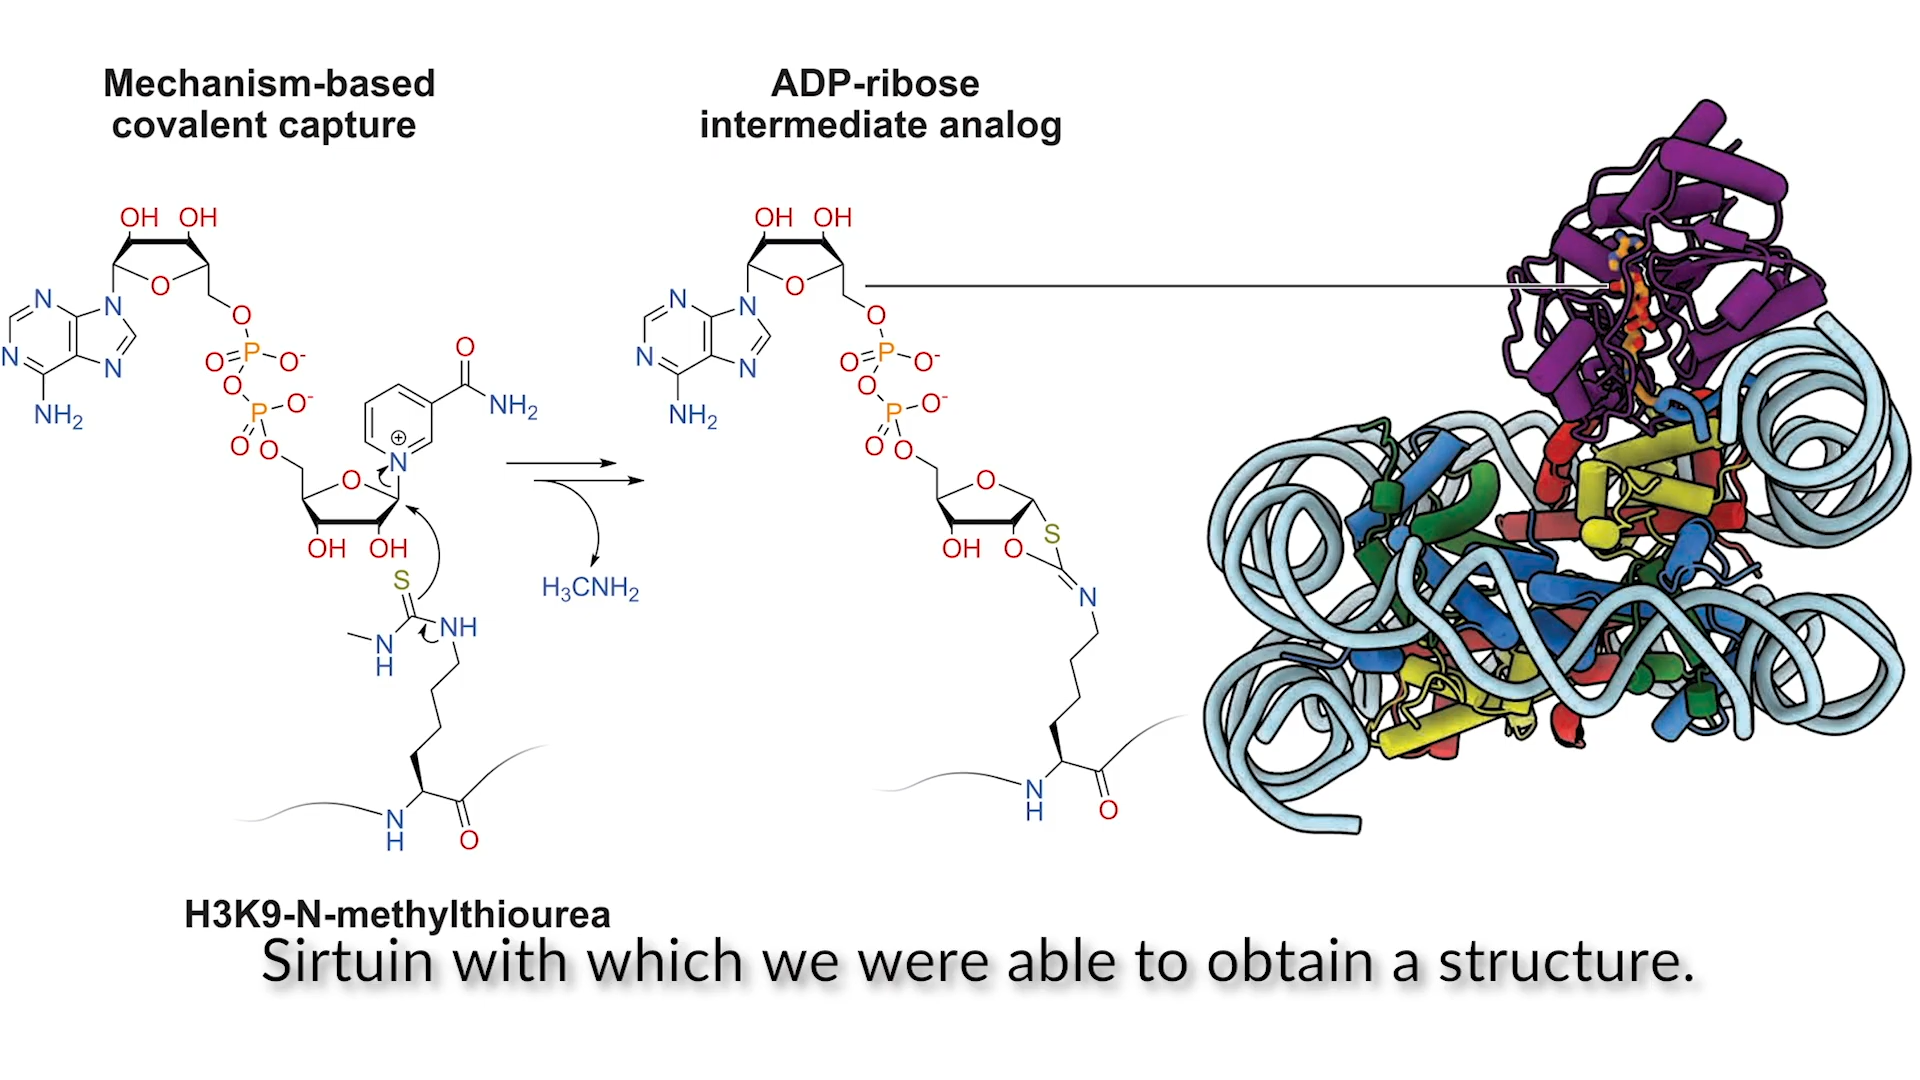 Mechanism-based
covalent capture
ADP-ribose
intermediate analog
OH OH
O
N
N
N
N
NH2
O
O=P-O-
O
O=P-O-
O
O
NH2
N
⊕
O
OH OH
S
N
H
NH
H3CNH2
N
H
O
OH OH
O
N
N
N
N
NH2
O
O=P-O-
O
O=P-O-
O
O
OH
O
S
N
N
H
O
H3K9-N-methylthiourea
Sirtuin with which we were able to obtain a structure.